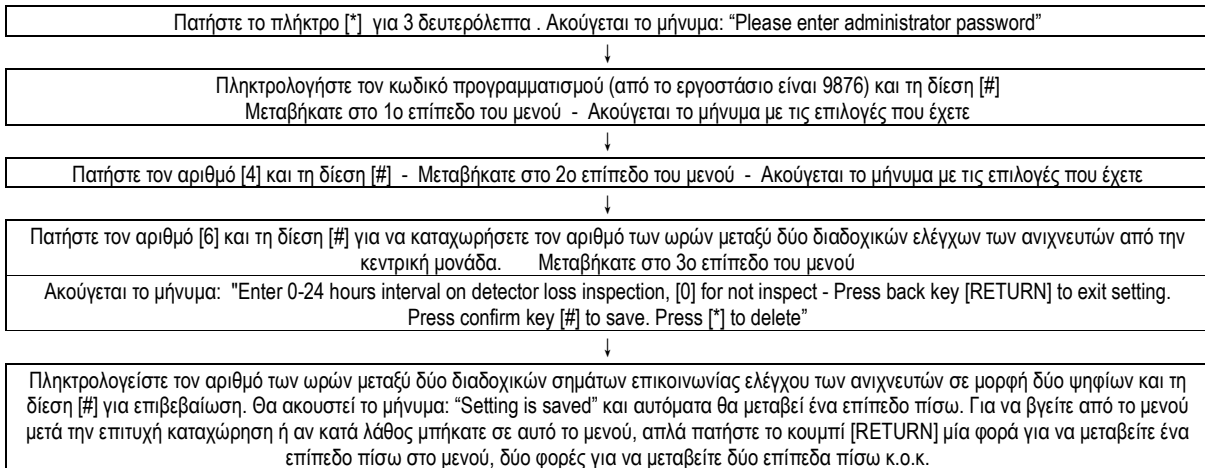 Πατήστε το πλήκτρο [*]  για 3 δευτερόλεπτα . Ακούγεται το μήνυμα: “Please enter administrator password”
↓
Πληκτρολογήστε τον κωδικό προγραμματισμού (από το εργοστάσιο είναι 9876) και τη δίεση [#]
Μεταβήκατε στο 1ο επίπεδο του μενού  -  Ακούγεται το μήνυμα με τις επιλογές που έχετε
↓
Πατήστε τον αριθμό [4] και τη δίεση [#]  - Μεταβήκατε στο 2ο επίπεδο του μενού  - Ακούγεται το μήνυμα με τις επιλογές που έχετε
↓
Πατήστε τον αριθμό [6] και τη δίεση [#] για να καταχωρήσετε τον αριθμό των ωρών μεταξύ δύο διαδοχικών ελέγχων των ανιχνευτών από την
κεντρική μονάδα.      Μεταβήκατε στο 3ο επίπεδο του μενού
Ακούγεται το μήνυμα:  "Enter 0-24 hours interval on detector loss inspection, [0] for not inspect - Press back key [RETURN] to exit setting.
Press confirm key [#] to save. Press [*] to delete”
↓
Πληκτρολογείστε τον αριθμό των ωρών μεταξύ δύο διαδοχικών σημάτων επικοινωνίας ελέγχου των ανιχνευτών σε μορφή δύο ψηφίων και τη
δίεση [#] για επιβεβαίωση. Θα ακουστεί το μήνυμα: “Setting is saved” και αυτόματα θα μεταβεί ένα επίπεδο πίσω. Για να βγείτε από το μενού
μετά την επιτυχή καταχώρηση ή αν κατά λάθος μπήκατε σε αυτό το μενού, απλά πατήστε το κουμπί [RETURN] μία φορά για να μεταβείτε ένα
επίπεδο πίσω στο μενού, δύο φορές για να μεταβείτε δύο επίπεδα πίσω κ.ο.κ.